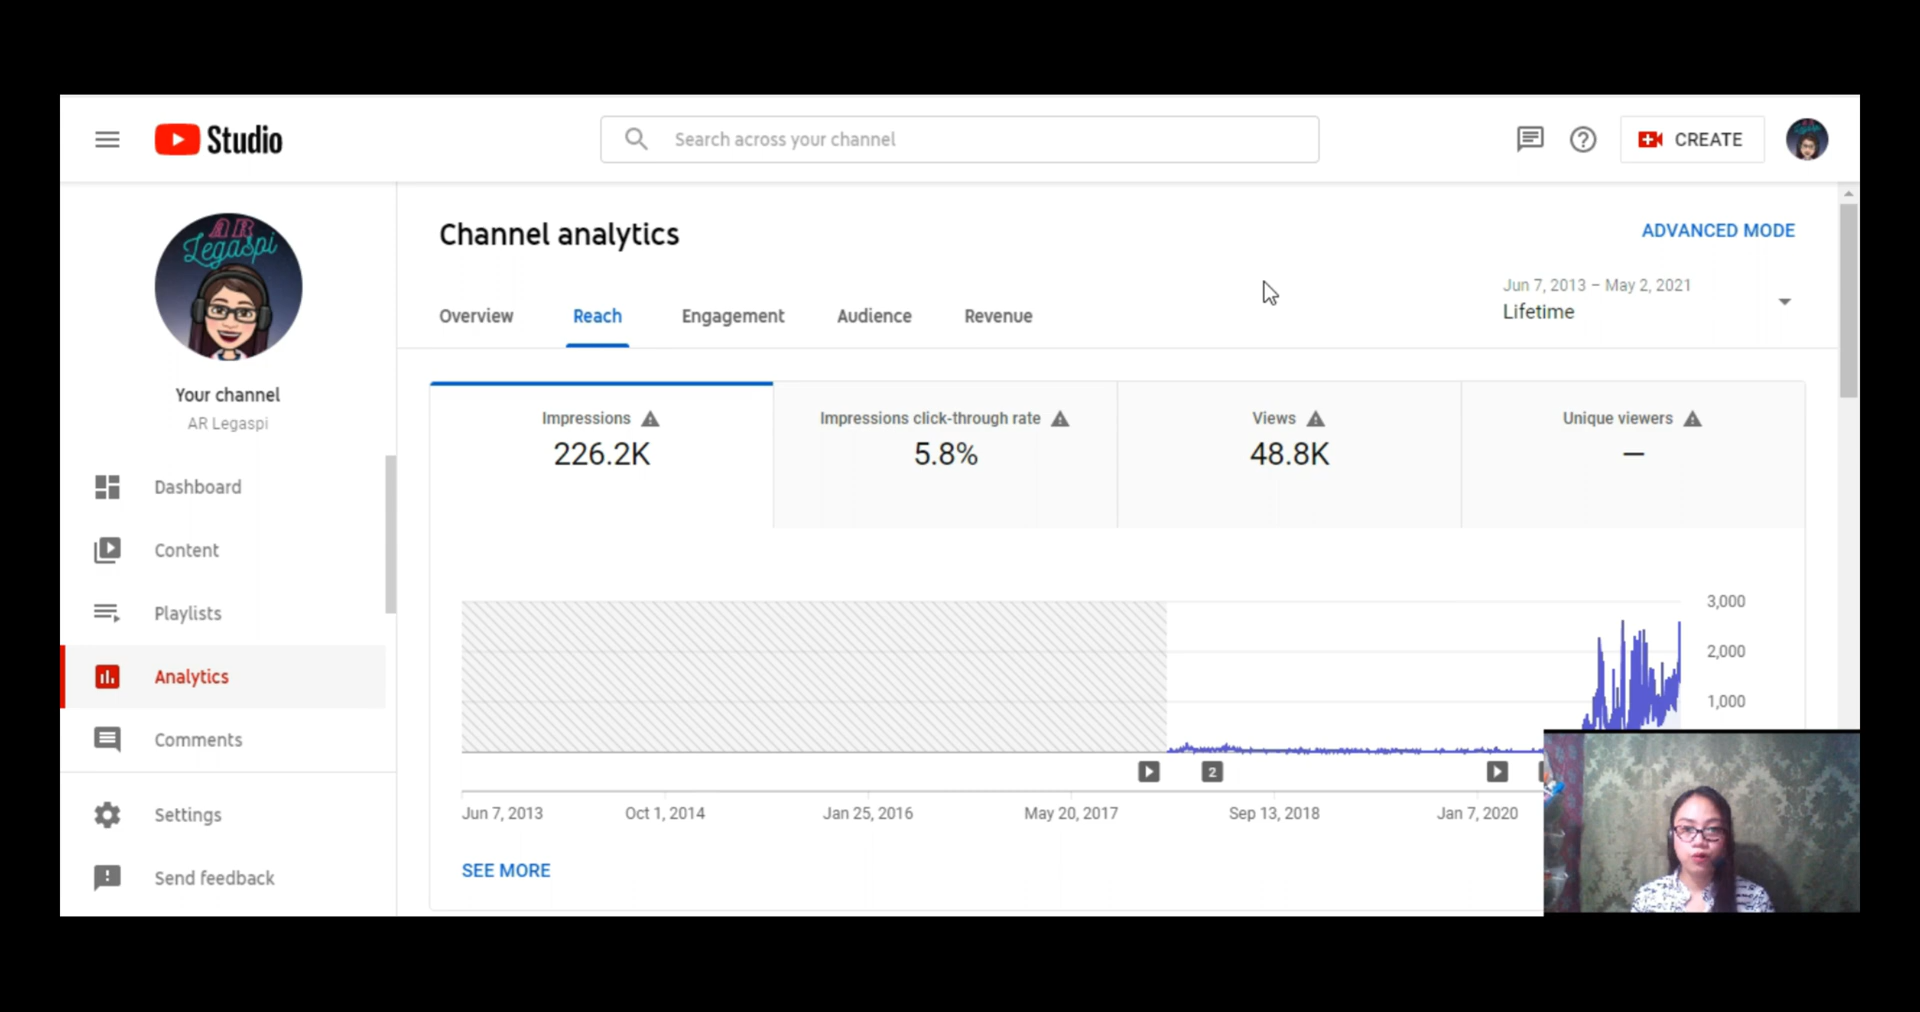 Studio
Search across your channel
CREATE
AR
Legaspi
Your channel
AR Legaspi
Dashboard
Content
Playlists
Analytics
Comments
Settings
Send feedback
Channel analytics
ADVANCED MODE
Jun 7, 2013 – May 2, 2021
Lifetime
Overview
Reach
Engagement
Audience
Revenue
Impressions
226.2K
Impressions click-through rate
5.8%
Views
48.8K
Unique viewers
—
3,000
2,000
1,000
2
Jun 7, 2013
Oct 1, 2014
Jan 25, 2016
May 20, 2017
Sep 13, 2018
Jan 7, 2020
SEE MORE